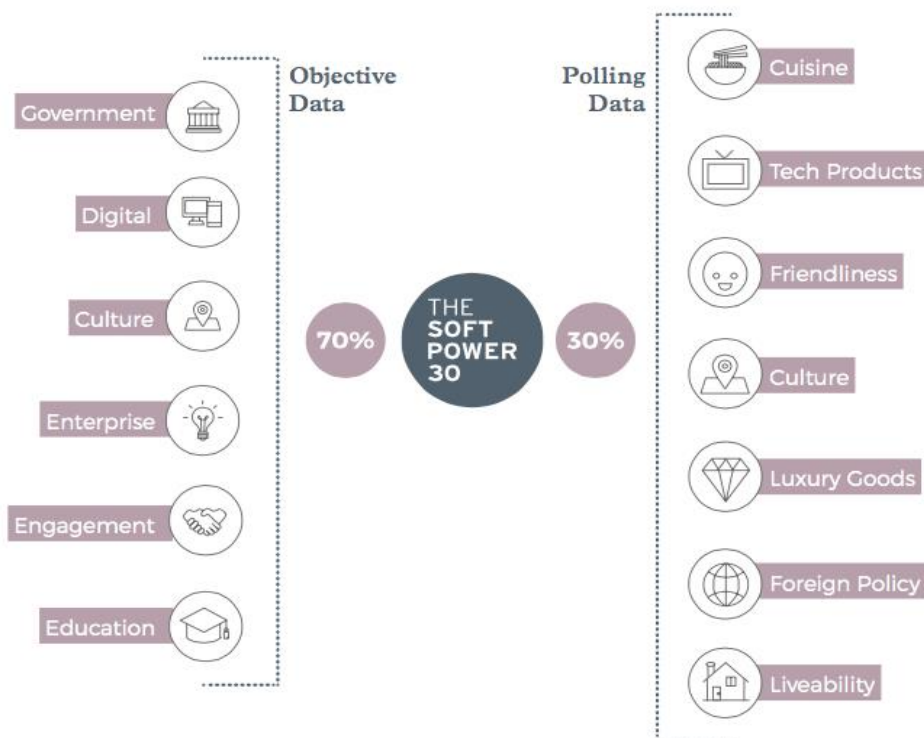 Objective
Data
Government
Digital
Culture
Enterprise
Engagement
Education
70%
THE
SOFT
POWER
30
30%
Polling
Data
Cuisine
Tech Products
Friendliness
Culture
Luxury Goods
Foreign Policy
Liveability